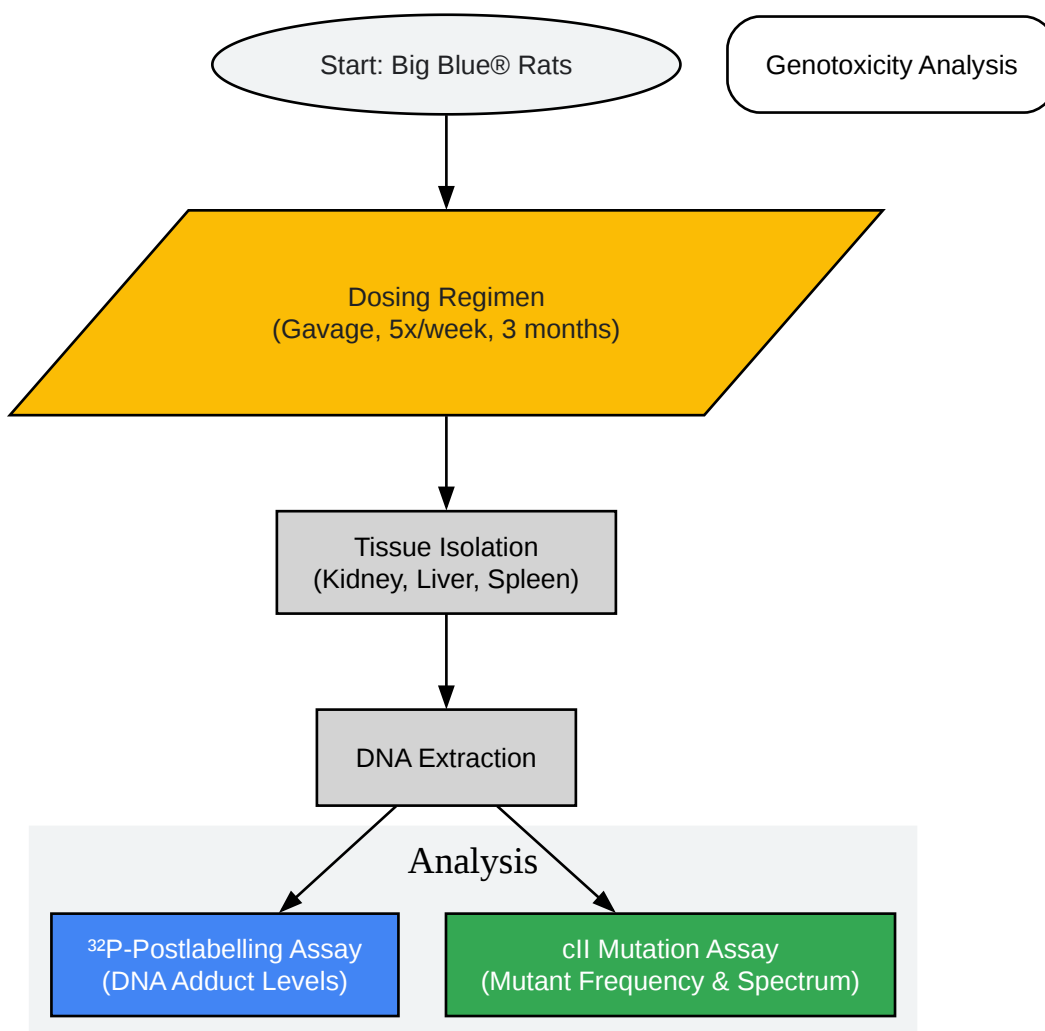 Start: Big Blue® Rats
Genotoxicity Analysis
Dosing Regimen
(Gavage, 5x/week, 3 months)
Tissue Isolation
(Kidney, Liver, Spleen)
DNA Extraction
Analysis
³²P-Postlabelling Assay
(DNA Adduct Levels)
cII Mutation Assay
(Mutant Frequency & Spectrum)